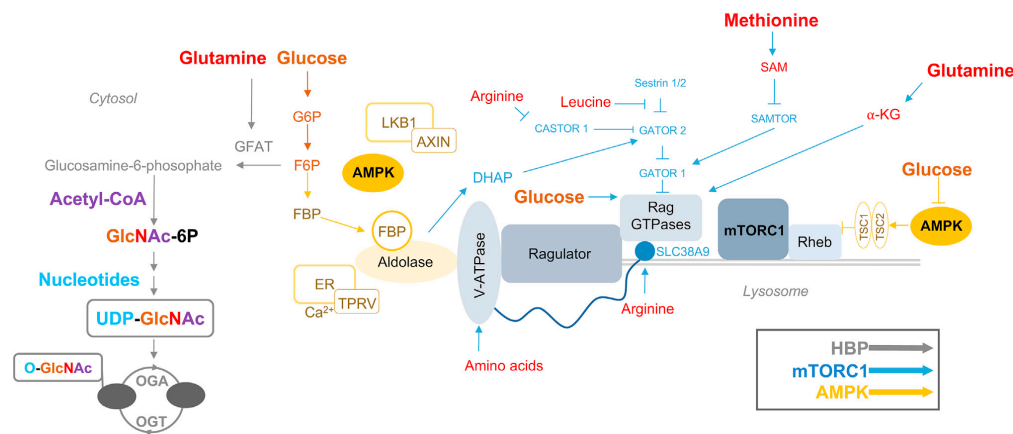 Methionine
Glutamine Glucose
SAM
Glutamine
Cytosol
Sestrin 1/2
Arginine
Leucine
G6P
LKB1
AXIN
CASTOR 1
GATOR 2
SAMTOR
α-KG
GFAT
Glucosamine-6-phosphate
F6P
AMPK
DHAP
GATOR 1
Glucose
Acetyl-CoA
Glucose
FBP
FBP
Rag
GTPases
mTORC1
Rheb
TSC1
TSC2
AMPK
GlcNAc-6P
Aldolase
V-ATPase
Ragulator
SLC38A9
Nucleotides
ER
TPRV
Ca2+
Lysosome
Arginine
UDP-GlcNAc
HBP
mTORC1
AMPK
O-GlcNAc
Amino acids
OGA
OGT